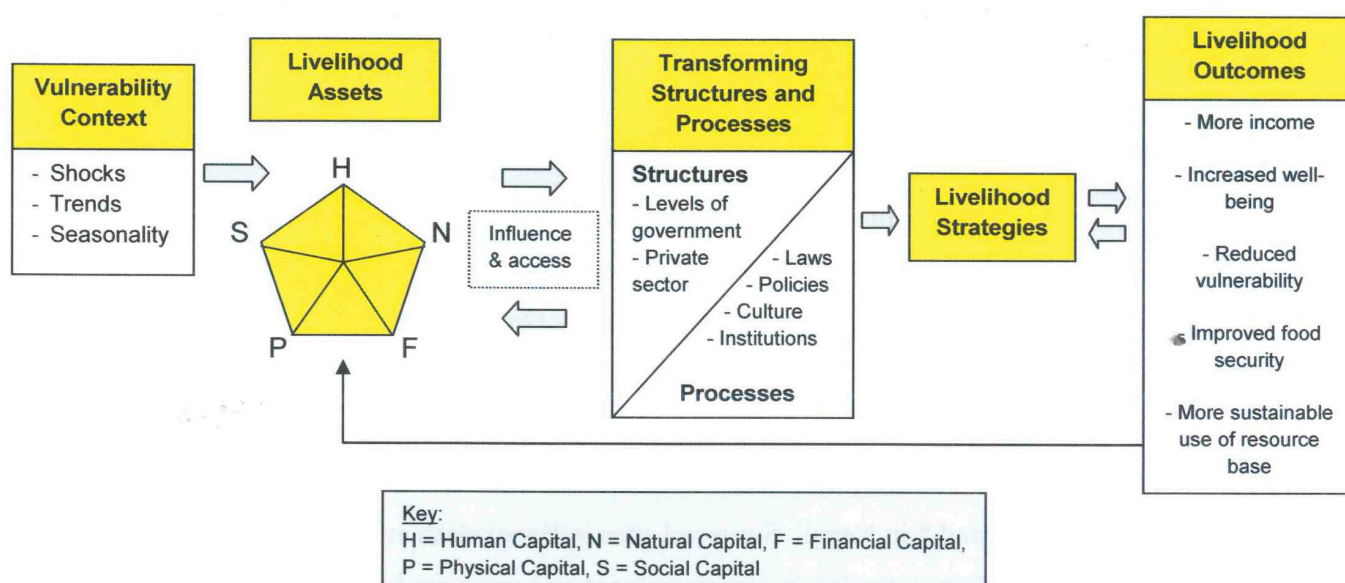 Vulnerability
Context
- Shocks
- Trends
- Seasonality
Livelihood
Assets
H
S
N
P
F
Influence
& access
Transforming
Structures and
Processes
Structures
- Levels of
government
- Private
sector
- Laws
- Policies
- Culture
- Institutions
Processes
Livelihood
Strategies
Livelihood
Outcomes
- More income
- Increased well-
being
- Reduced
vulnerability
- Improved food
security
- More sustainable
use of resource
base
Key:
H = Human Capital, N = Natural Capital, F = Financial Capital,
P = Physical Capital, S = Social Capital